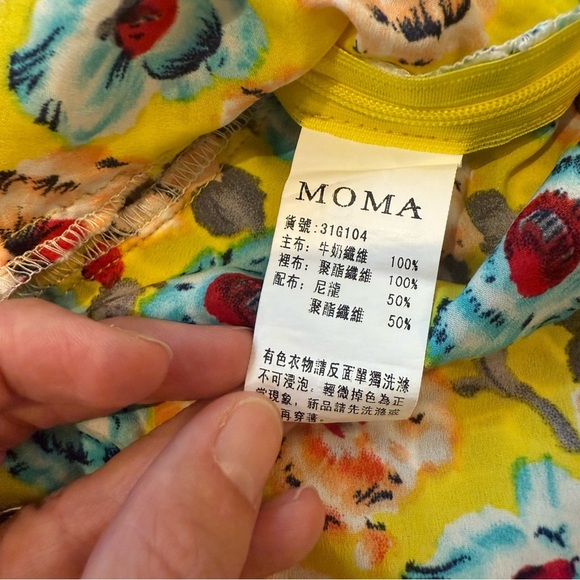 MOMA
貨號:31G104
主布: 牛奶纖維 100%
裡布: 聚酯纖維 100%
配布: 尼龍 50%
聚酯纖維 50%
有色衣物請反面單獨洗滌
不可浸泡。輕微掉色為正
常現象，新品請先洗滌或
再穿著。